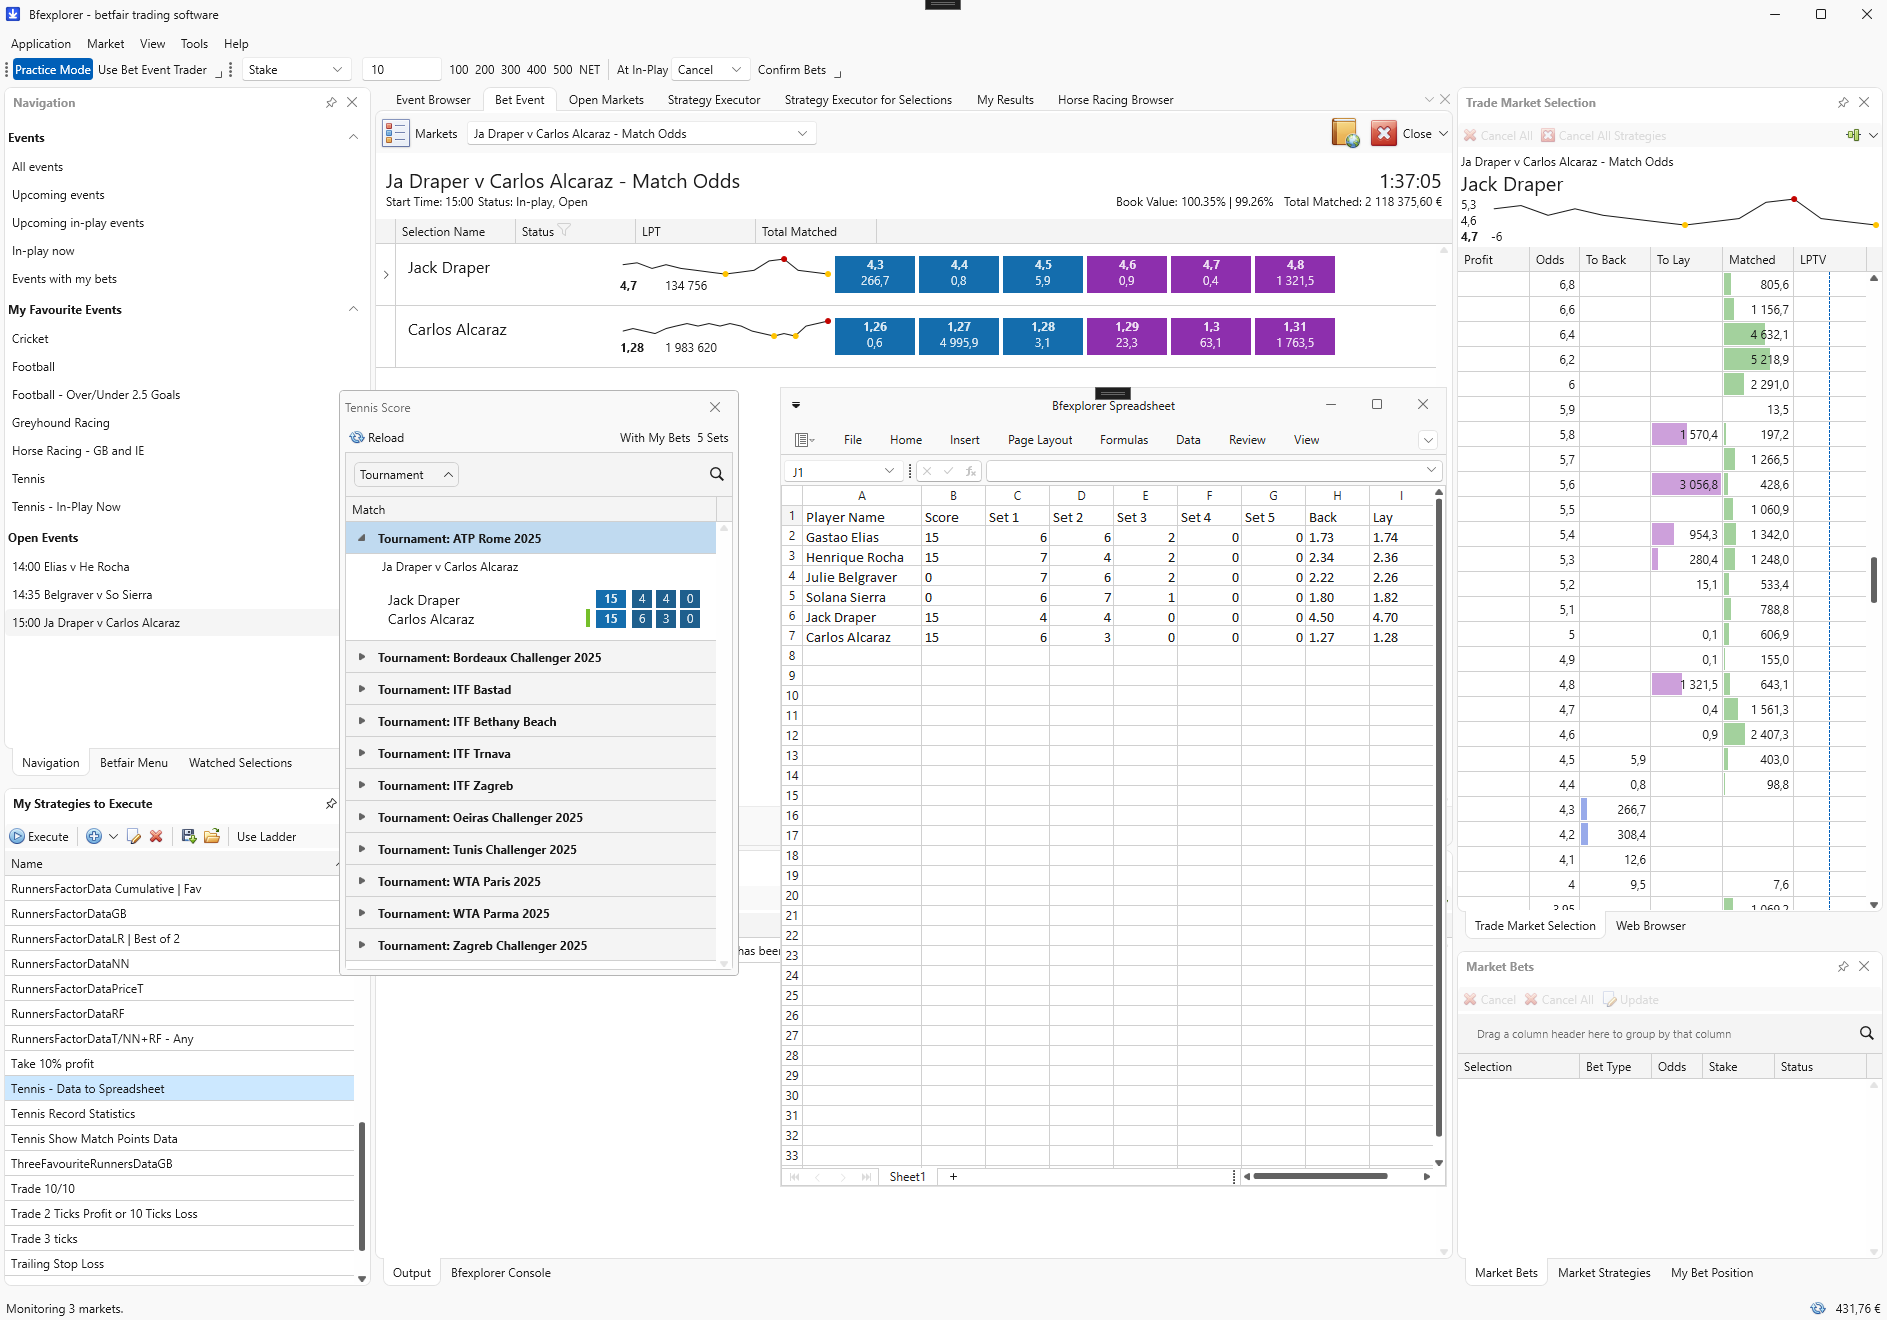 Bfexplorer - betfair trading software
Application Market View Tools Help
Practice Mode Use Bet Event Trader Stake 10 100 200 300 400 500 NET At In-Play Cancel Confirm Bets
Navigation
Events
All events
Upcoming events
Upcoming in-play events
In-play now
Events with my bets
My Favourite Events
Cricket
Football
Football - Over/Under 2.5 Goals
Greyhound Racing
Horse Racing - GB and IE
Tennis
Tennis - In-Play Now
Open Events
14:00 Elias v He Rocha
14:35 Belgraver v So Sierra
15:00 Ja Draper v Carlos Alcaraz
Navigation Betfair Menu Watched Selections
My Strategies to Execute
Execute Use Ladder
Name
RunnersFactorData Cumulative | Fav
RunnersFactorDataGB
RunnersFactorDataLR | Best of 2
RunnersFactorDataNN
RunnersFactorDataPriceT
RunnersFactorDataRF
RunnersFactorDataT/NN+RF - Any
Take 10% profit
Tennis - Data to Spreadsheet
Tennis Record Statistics
Tennis Show Match Points Data
ThreeFavouriteRunnersDataGB
Trade 10/10
Trade 2 Ticks Profit or 10 Ticks Loss
Trade 3 ticks
Trailing Stop Loss
Monitoring 3 markets.
Event Browser Bet Event Open Markets Strategy Executor Strategy Executor for Selections My Results Horse Racing Browser
Markets Ja Draper v Carlos Alcaraz - Match Odds Close
Ja Draper v Carlos Alcaraz - Match Odds 1:37:05
Start Time: 15:00 Status: In-play, Open Book Value: 100.35% | 99.26% Total Matched: 2 118 375,60 €
Selection Name Status LPT Total Matched
Jack Draper 4,7 134 756 4,3 4,4 4,5 4,6 4,7 4,8
266,7 0,8 5,9 0,9 0,4 1 321,5
Carlos Alcaraz 1,28 1 983 620 1,26 1,27 1,28 1,29 1,3 1,31
0,6 4 995,9 3,1 23,3 63,1 1 763,5
Tennis Score
Reload With My Bets 5 Sets
Tournament
Match
Tournament: ATP Rome 2025
Ja Draper v Carlos Alcaraz
Jack Draper 15 4 4 0
Carlos Alcaraz 15 6 3 0
Tournament: Bordeaux Challenger 2025
Tournament: ITF Bastad
Tournament: ITF Bethany Beach
Tournament: ITF Trnava
Tournament: ITF Zagreb
Tournament: Oeiras Challenger 2025
Tournament: Tunis Challenger 2025
Tournament: WTA Paris 2025
Tournament: WTA Parma 2025
Tournament: Zagreb Challenger 2025
has been
Bfexplorer Spreadsheet
File Home Insert Page Layout Formulas Data Review View
J1 fx
A B C D E F G H I
1 Player Name Score Set 1 Set 2 Set 3 Set 4 Set 5 Back Lay
2 Gastao Elias 15 6 6 2 0 0 1.73 1.74
3 Henrique Rocha 15 7 4 2 0 0 2.34 2.36
4 Julie Belgraver 0 7 6 2 0 0 2.22 2.26
5 Solana Sierra 0 6 7 1 0 0 1.80 1.82
6 Jack Draper 15 4 4 0 0 0 4.50 4.70
7 Carlos Alcaraz 15 6 3 0 0 0 1.27 1.28
8
9
10
11
12
13
14
15
16
17
18
19
20
21
22
23
24
25
26
27
28
29
30
31
32
33
Sheet1 +
Output Bfexplorer Console
Trade Market Selection
Cancel All Cancel All Strategies
Ja Draper v Carlos Alcaraz - Match Odds
Jack Draper
5,3
4,6
4,7 -6
Profit Odds To Back To Lay Matched LPTV
6,8 805,6
6,6 1 156,7
6,4 4 632,1
6,2 5 218,9
6 2 291,0
5,9 13,5
5,8 1 570,4 197,2
5,7 1 266,5
5,6 3 056,8 428,6
5,5 1 060,9
5,4 954,3 1 342,0
5,3 280,4 1 248,0
5,2 15,1 533,4
5,1 788,8
5 0,1 606,9
4,9 0,1 155,0
4,8 1 321,5 643,1
4,7 0,4 1 561,3
4,6 0,9 2 407,3
4,5 5,9 403,0
4,4 0,8 98,8
4,3 266,7
4,2 308,4
4,1 12,6
4 9,5 7,6
3,95 1 069,2
Trade Market Selection Web Browser
Market Bets
Cancel Cancel All Update
Drag a column header here to group by that column
Selection Bet Type Odds Stake Status
Market Bets Market Strategies My Bet Position
431,76 €